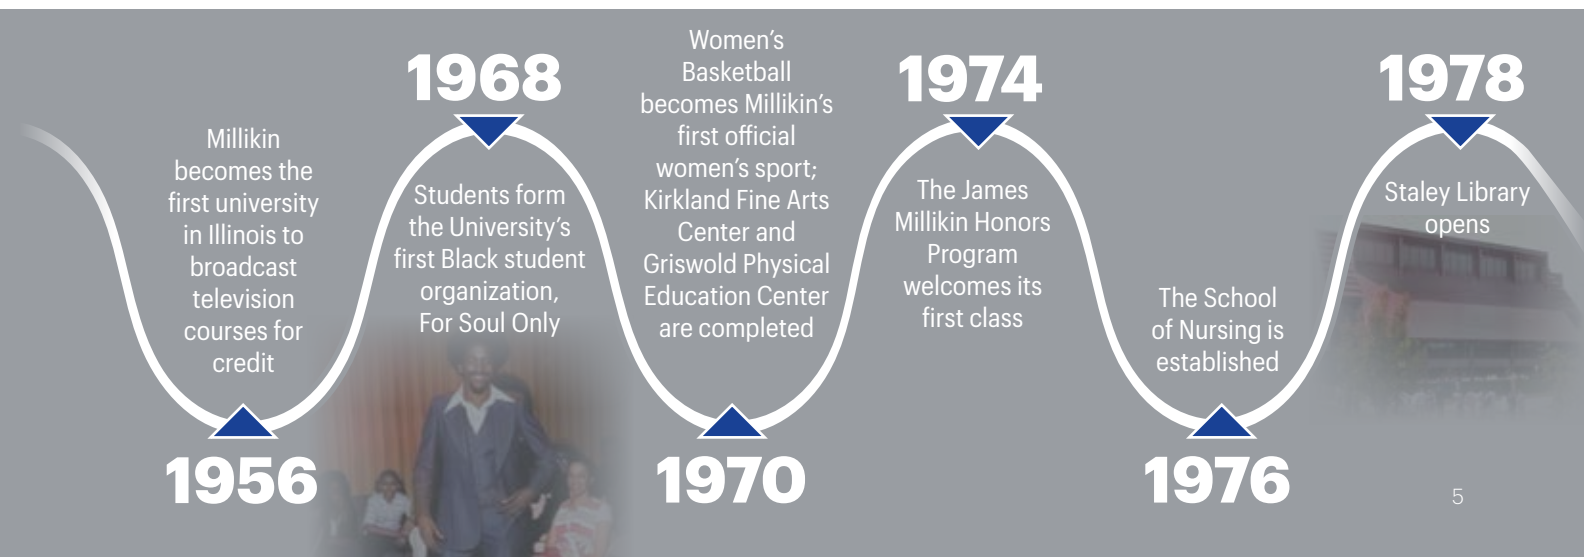 Millikin
becomes the
first university
in Illinois to
broadcast
television
courses for
credit
1956
1968
Students form
the University’s
first Black student
organization,
For Soul Only
Women’s
Basketball
becomes Millikin’s
first official
women’s sport;
Kirkland Fine Arts
Center and
Griswold Physical
Education Center
are completed
1970
1974
The James
Millikin Honors
Program
welcomes its
first class
The School
of Nursing is
established
1976
1978
Staley Library
opens
5